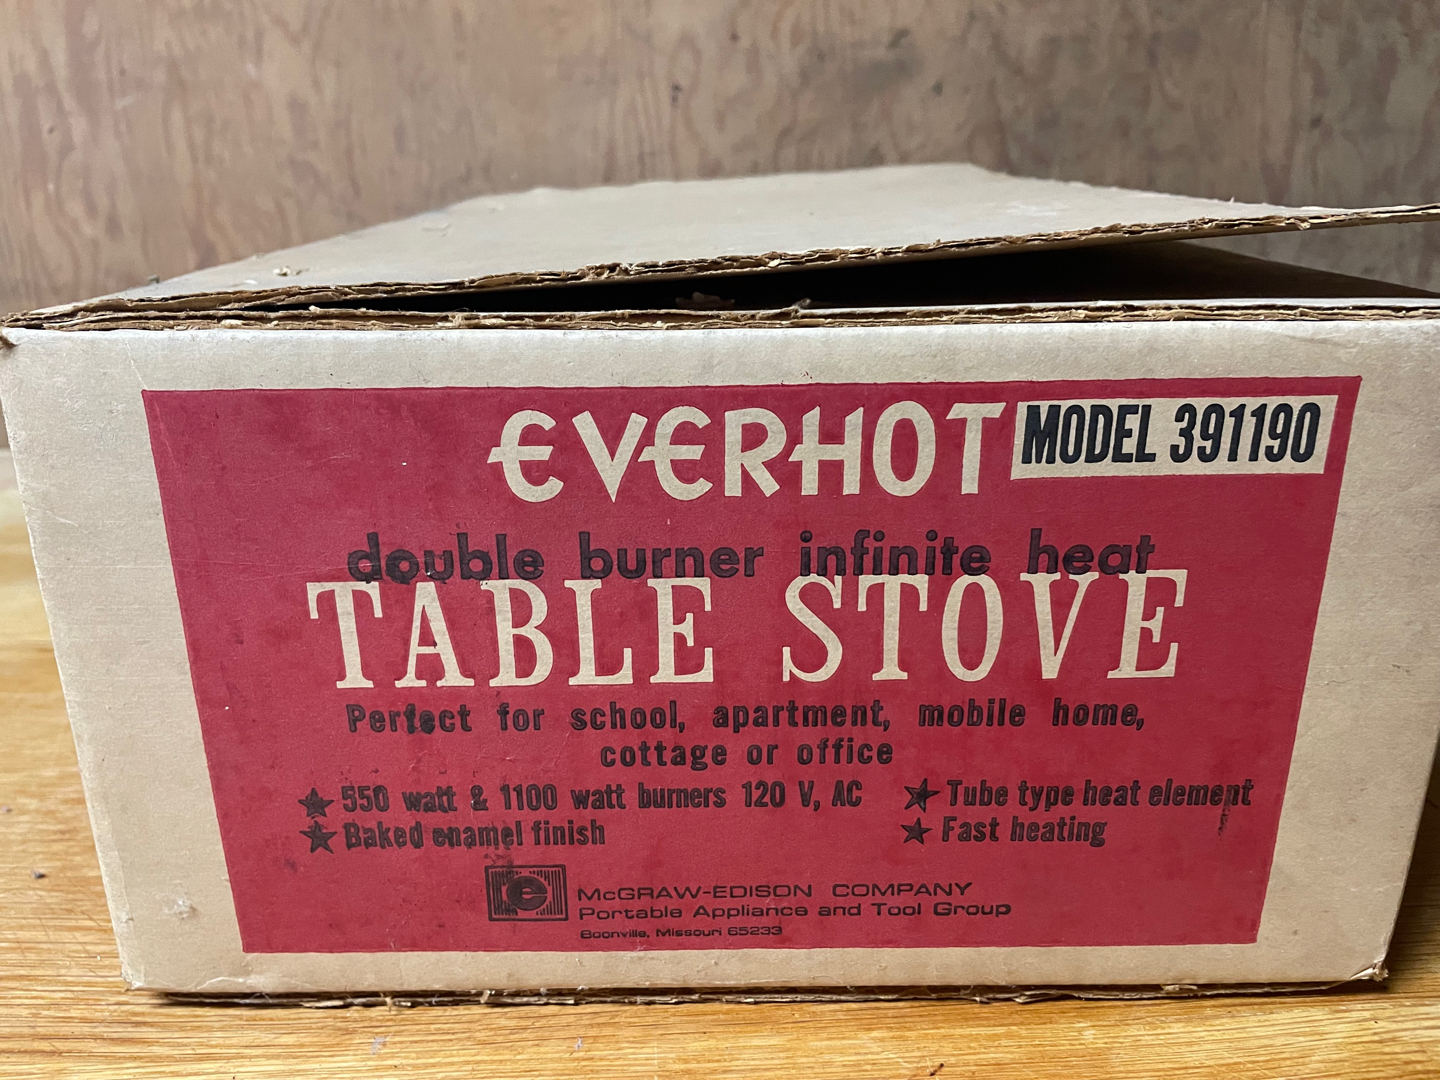 EVERHOT MODEL 391190
double burner infinite heat
TABLE STOVE
Perfect for school, apartment, mobile home,
cottage or office
★ 550 watt & 1100 watt burners 120 V, AC ★ Tube type heat element
★ Baked enamel finish ★ Fast heating
e McGRAW-EDISON COMPANY
Portable Appliance and Tool Group
Boonville, Missouri 65233